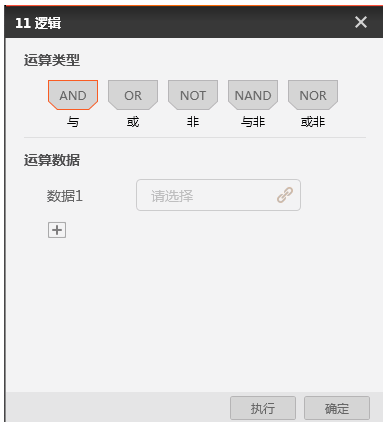 11 逻辑
运算类型
AND OR NOT NAND NOR
与 或 非 与非 或非
运算数据
数据1 请选择
执行 确定